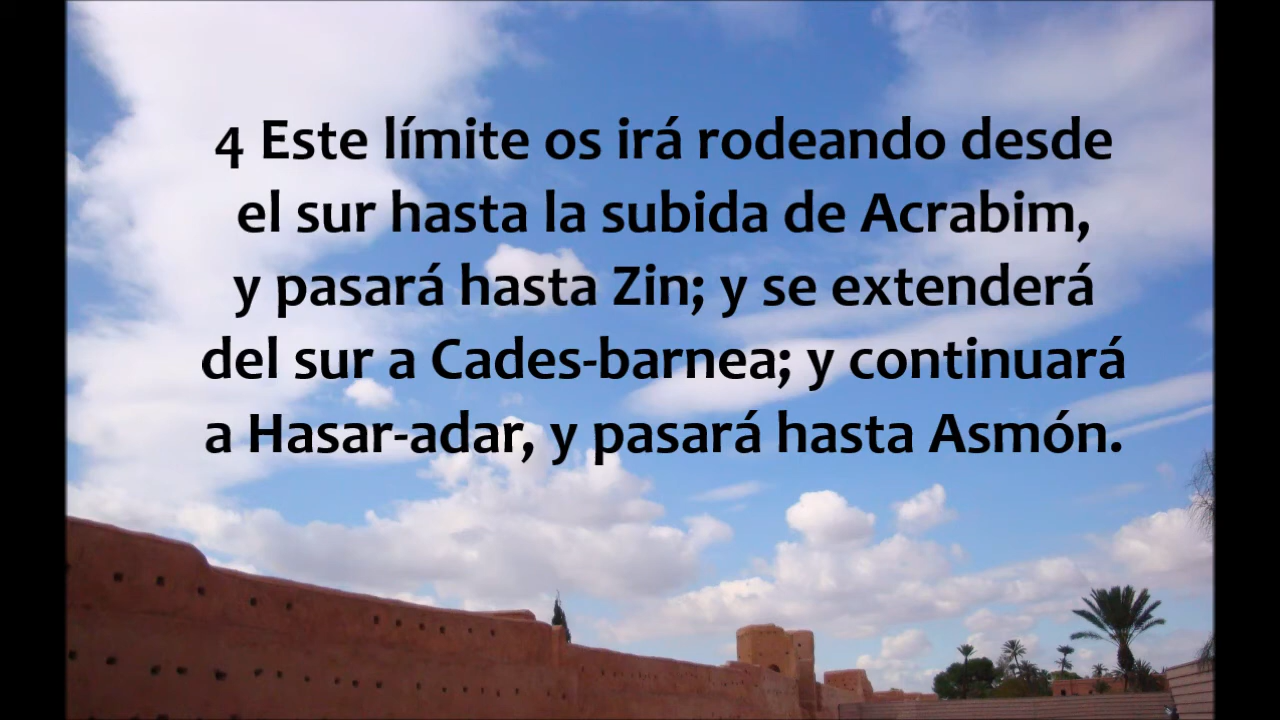 4 Este límite os irá rodeando desde
el sur hasta la subida de Acrabim,
y pasará hasta Zin; y se extenderá
del sur a Cades-barnea; y continuará
a Hasar-adar, y pasará hasta Asmón.